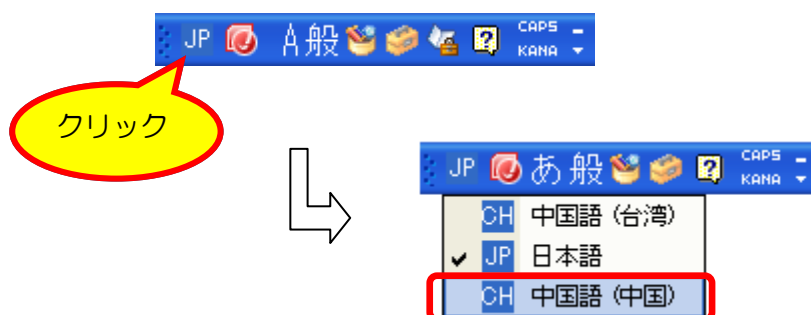 JP A 般 ? CAPS KANA
クリック
JP あ 般 ? CAPS KANA
CH 中国語 (台湾)
JP 日本語
CH 中国語 (中国)